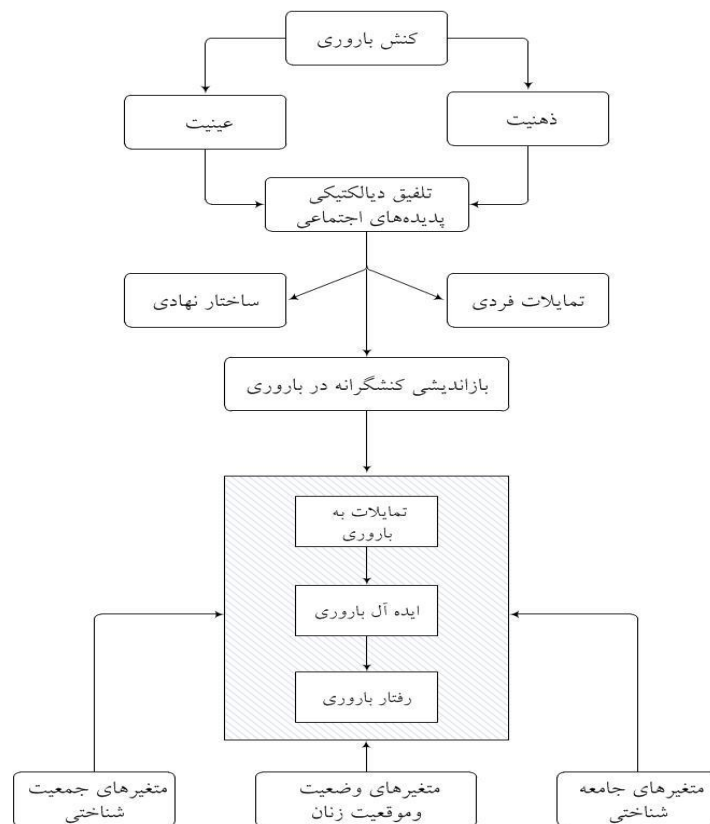 کنش باروری
ذهنیت
عینیت
تلفیق دیالکتیکی
پدیده‌های اجتماعی
تمایلات فردی
ساختار نهادی
بازاندیشی کنشگرانه در باروری
تمایلات به
باروری
ایده آل باروری
رفتار باروری
متغیرهای جامعه
شناختی
متغیرهای وضعیت
وموقعیت زنان
متغیرهای جمعیت
شناختی